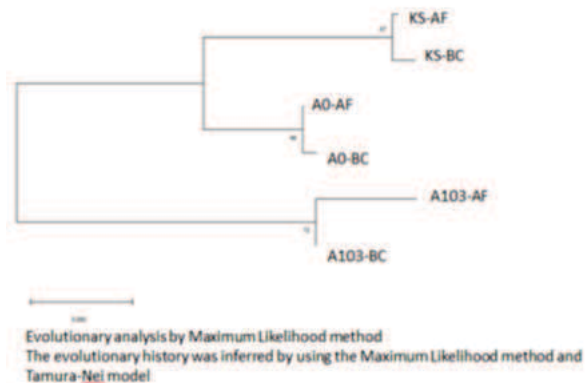 KS-AF
KS-BC
A0-AF
A0-BC
A103-AF
A103-BC
Evolutionary analysis by Maximum Likelihood method
The evolutionary history was inferred by using the Maximum Likelihood method and
Tamura-Nei model